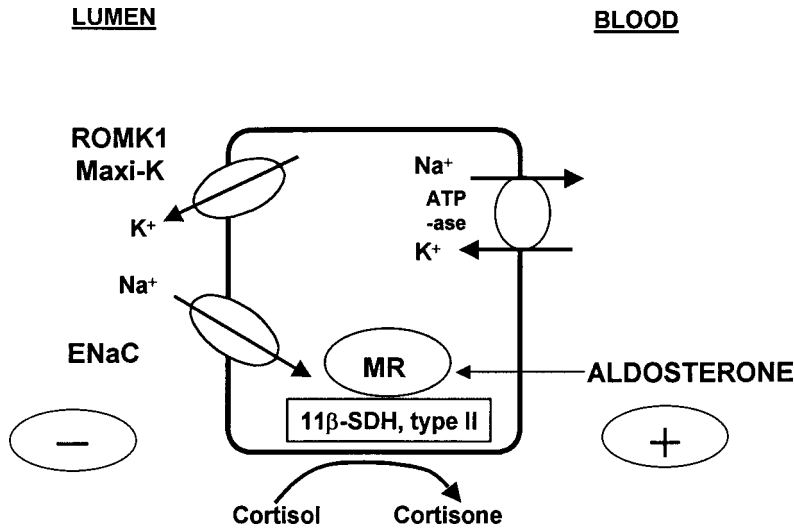 LUMEN
BLOOD
ROMK1
Maxi-K
K+
Na+
ATP
-ase
K+
Na+
ENaC
MR
ALDOSTERONE
11β-SDH, type II
−
+
Cortisol
Cortisone